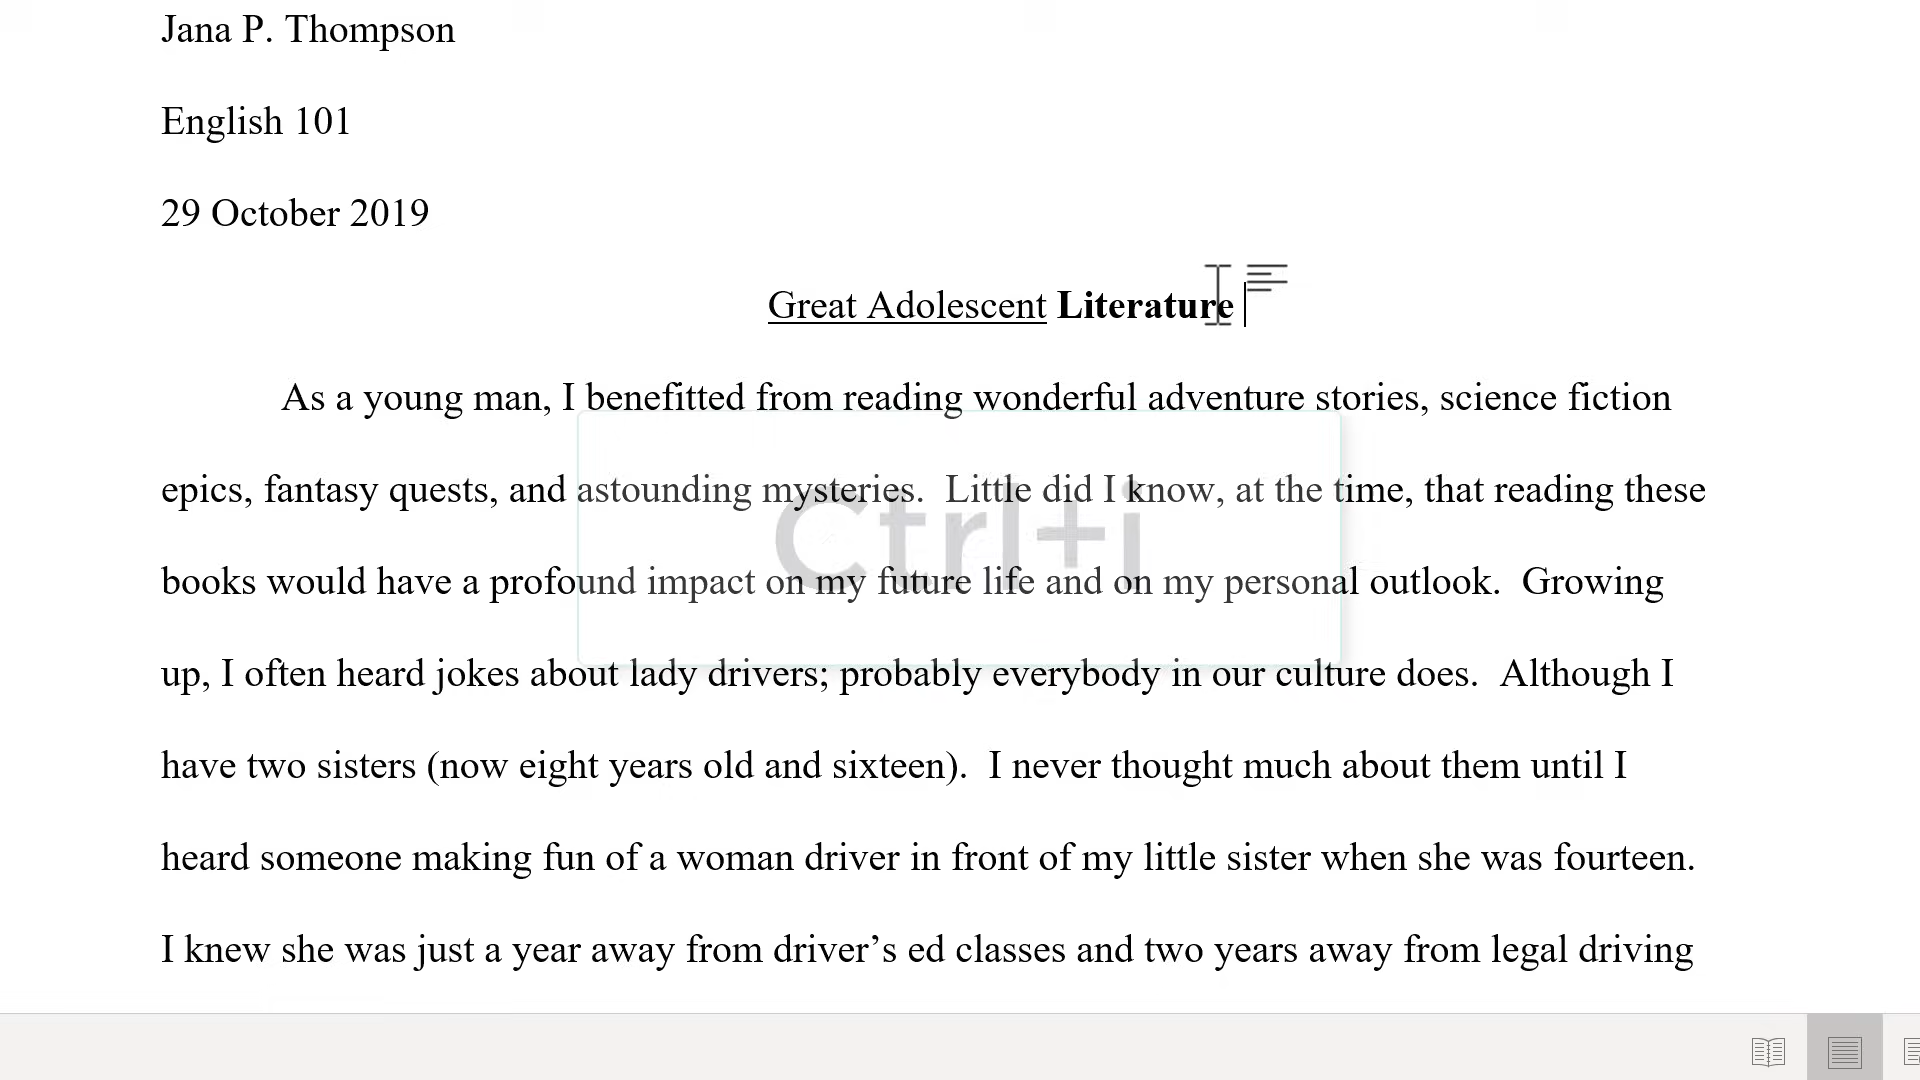 Jana P. Thompson
English 101
29 October 2019
Great Adolescent Literature
As a young man, I benefitted from reading wonderful adventure stories, science fiction
epics, fantasy quests, and astounding mysteries.  Little did I know, at the time, that reading these
Ctrl+i
books would have a profound impact on my future life and on my personal outlook.  Growing
up, I often heard jokes about lady drivers; probably everybody in our culture does.  Although I
have two sisters (now eight years old and sixteen).  I never thought much about them until I
heard someone making fun of a woman driver in front of my little sister when she was fourteen.
I knew she was just a year away from driver’s ed classes and two years away from legal driving